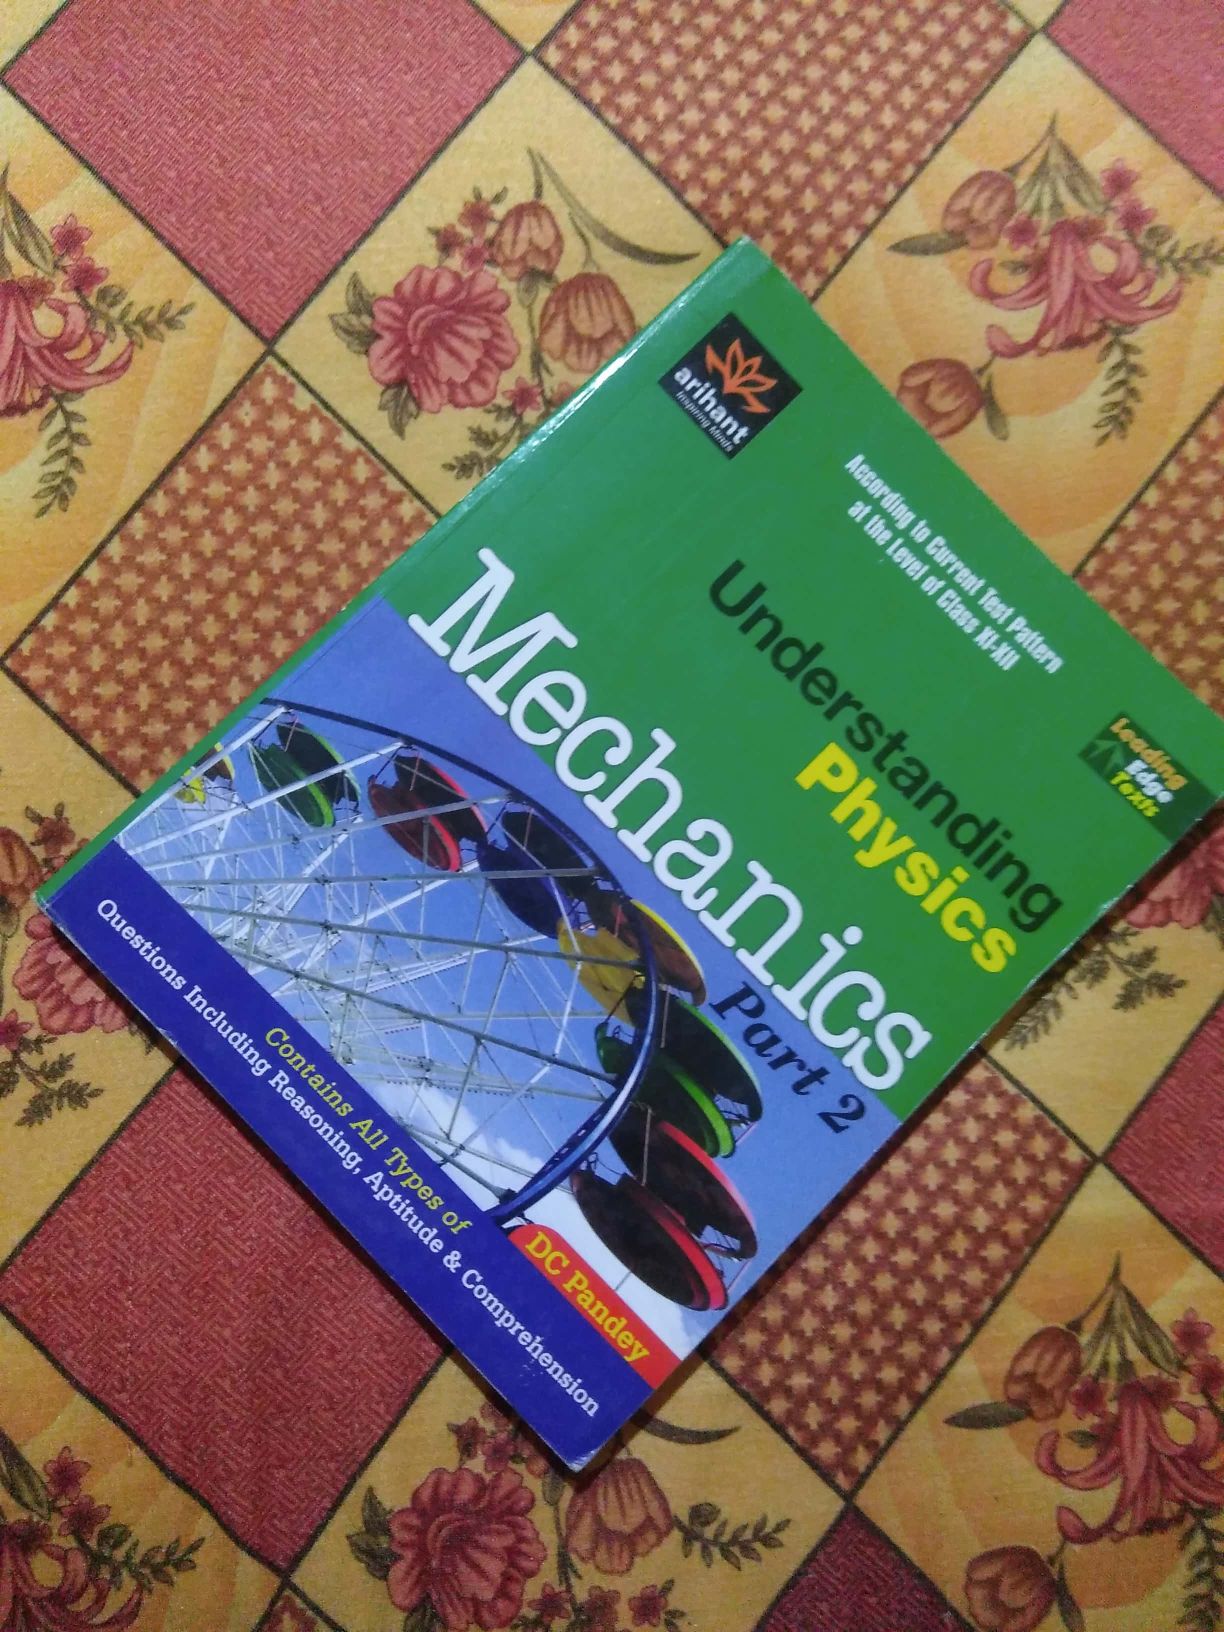 arihant
Inspiring Minds
According to Current Test Pattern
at the Level of Class XI-XII
Understanding
Physics
Leading
Edge
Texts
Mechanics
Part 2
DC Pandey
Contains All Types of
Questions Including Reasoning, Aptitude & Comprehension